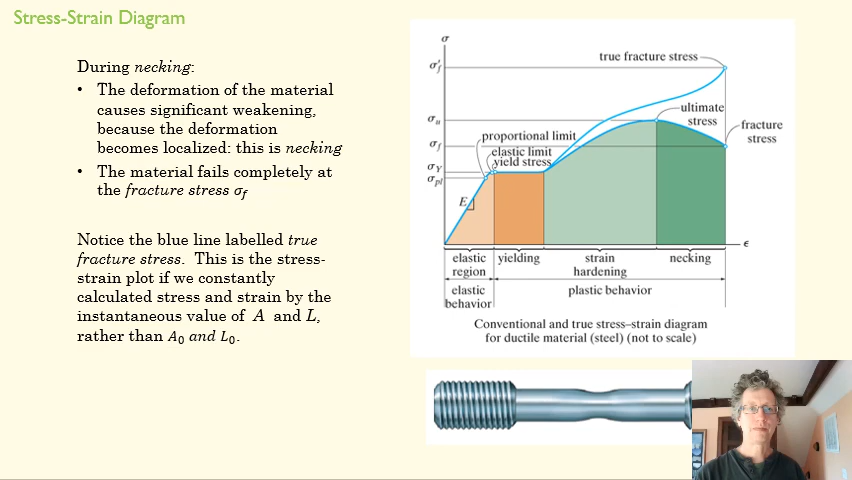 Stress-Strain Diagram
During necking:
• The deformation of the material
causes significant weakening,
because the deformation
becomes localized: this is necking
• The material fails completely at
the fracture stress σf
Notice the blue line labelled true
fracture stress. This is the stress-
strain plot if we constantly
calculated stress and strain by the
instantaneous value of A and L,
rather than A0 and L0.
σ
true fracture stress
σ′f
ultimate
stress
σu
fracture
stress
proportional limit
elastic limit
yield stress
σf
σY
σpl
E
ϵ
elastic
region
yielding
strain
hardening
necking
elastic
behavior
plastic behavior
Conventional and true stress–strain diagram
for ductile material (steel) (not to scale)